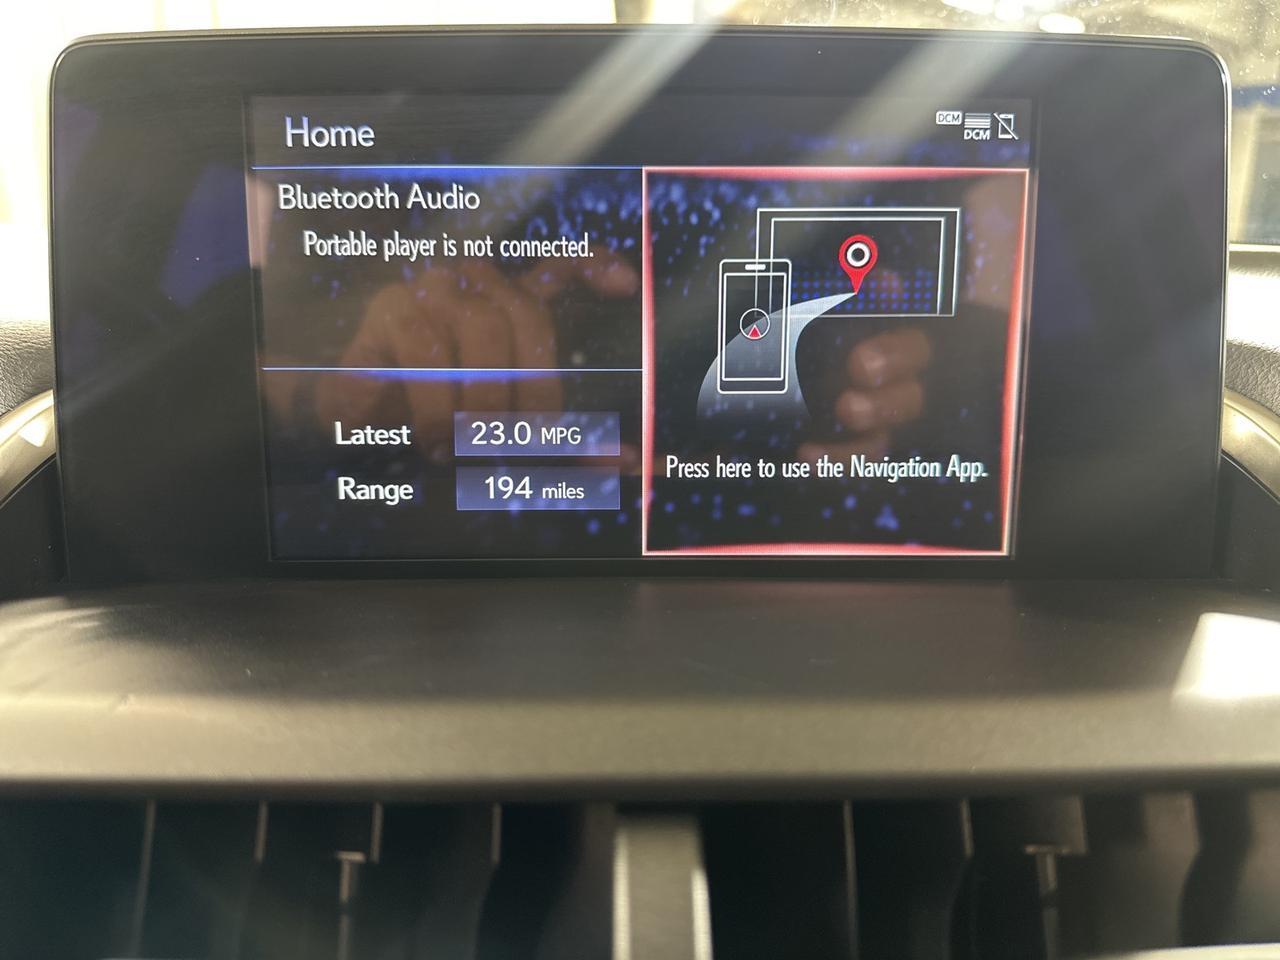 Home
DCM
DCM
Bluetooth Audio
Portable player is not connected.
Latest 23.0 MPG
Range 194 miles
Press here to use the Navigation App.